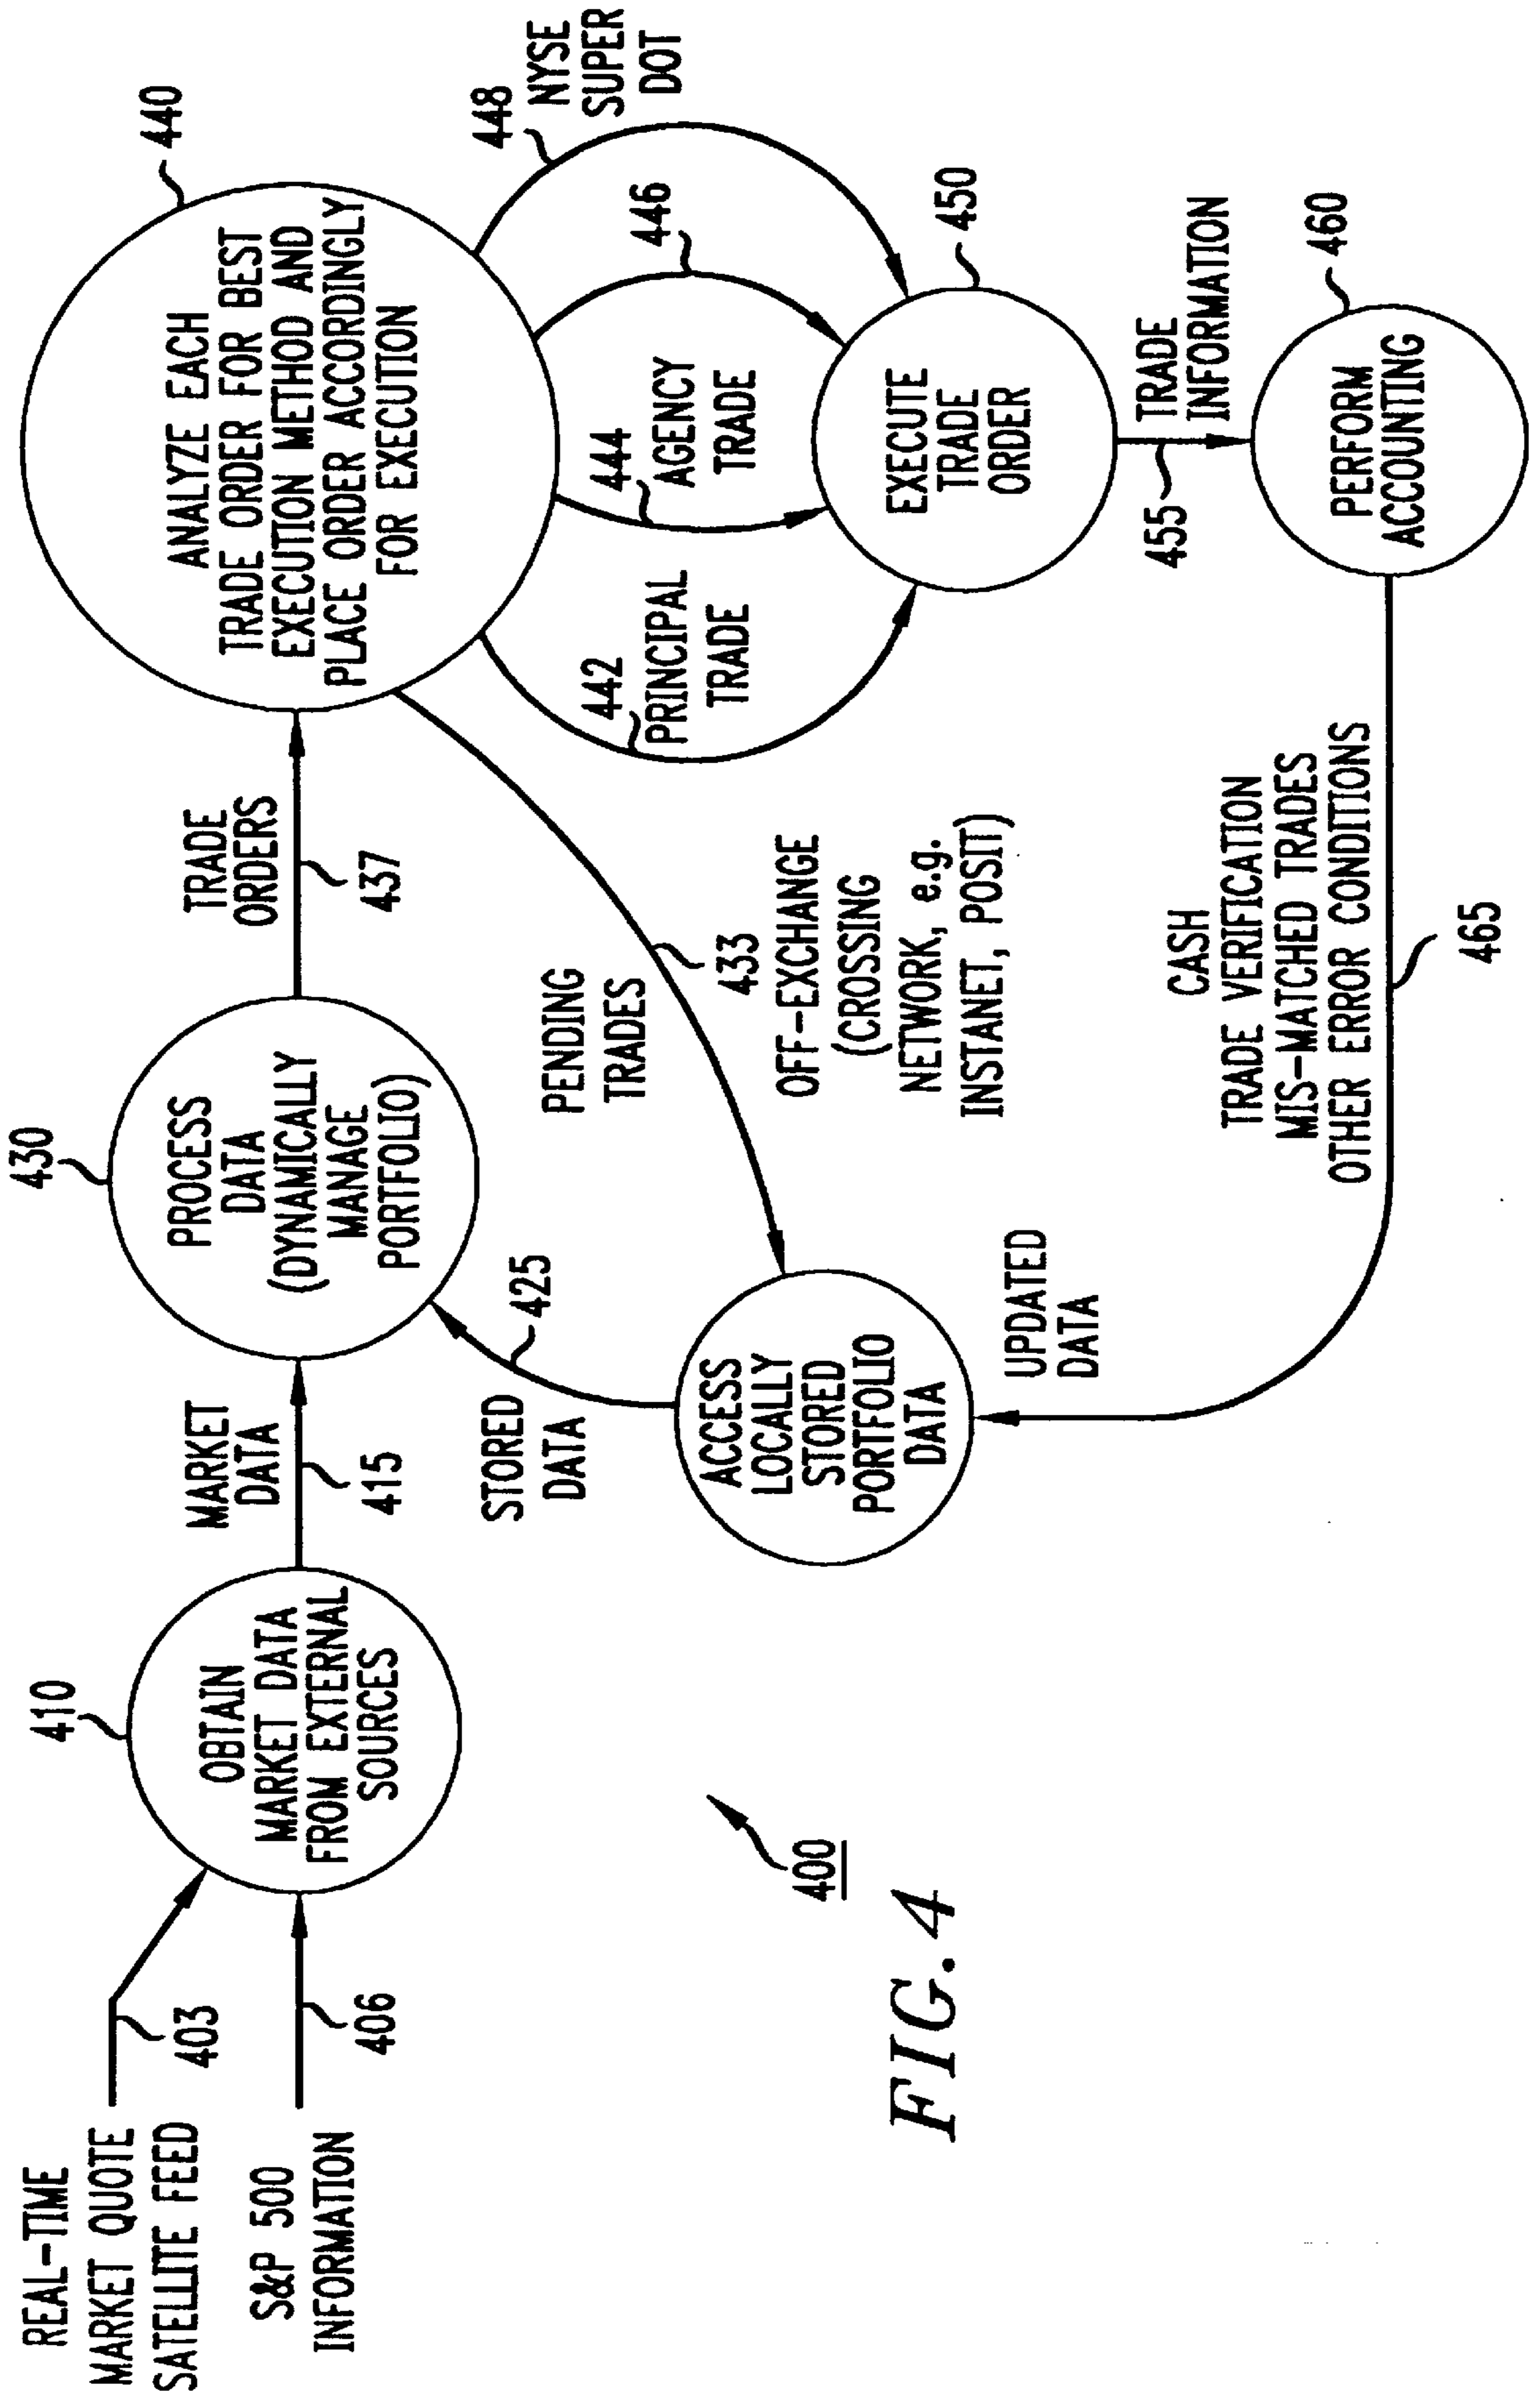 REAL-TIME
MARKET QUOTE
SATELLITE FEED
403
S&P 500
INFORMATION
406
410
OBTAIN
MARKET DATA
FROM EXTERNAL
SOURCES
MARKET
DATA
415
430
PROCESS
DATA
(DYNAMICALLY
MANAGE
PORTFOLIO)
TRADE
ORDERS
437
440
ANALYZE EACH
TRADE ORDER FOR BEST
EXECUTION METHOD AND
PLACE ORDER ACCORDINGLY
FOR EXECUTION
STORED
DATA
425
PENDING
TRADES
433
442
PRINCIPAL
TRADE
444
AGENCY
TRADE
446
448
NYSE
SUPER
DOT
OFF-EXCHANGE
(CROSSING
NETWORK, e.g.
INSTANET, POSIT)
ACCESS
LOCALLY
STORED
PORTFOLIO
DATA
450
EXECUTE
TRADE
ORDER
UPDATED
DATA
455
TRADE
INFORMATION
CASH
TRADE VERIFICATION
MIS-MATCHED TRADES
OTHER ERROR CONDITIONS
465
460
PERFORM
ACCOUNTING
400
FIG. 4